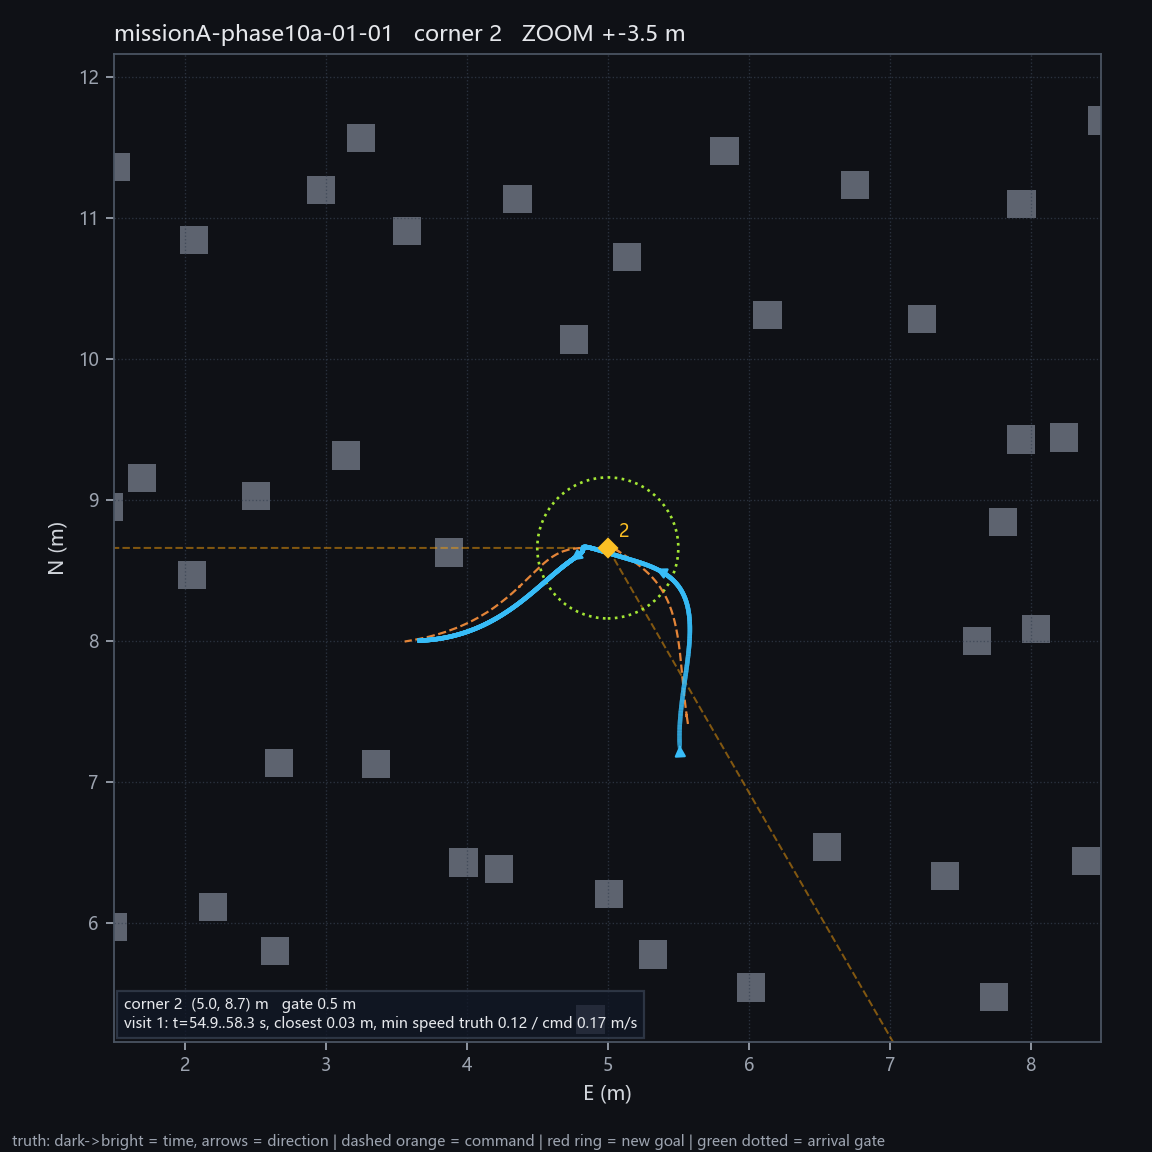 missionA-phase10a-01-01 corner 2 ZOOM +-3.5 m
12
11
10
9
8
7
6
N (m)
2
corner 2 (5.0, 8.7) m gate 0.5 m
visit 1: t=54.9..58.3 s, closest 0.03 m, min speed truth 0.12 / cmd 0.17 m/s
2 3 4 5 6 7 8
E (m)
truth: dark->bright = time, arrows = direction | dashed orange = command | red ring = new goal | green dotted = arrival gate